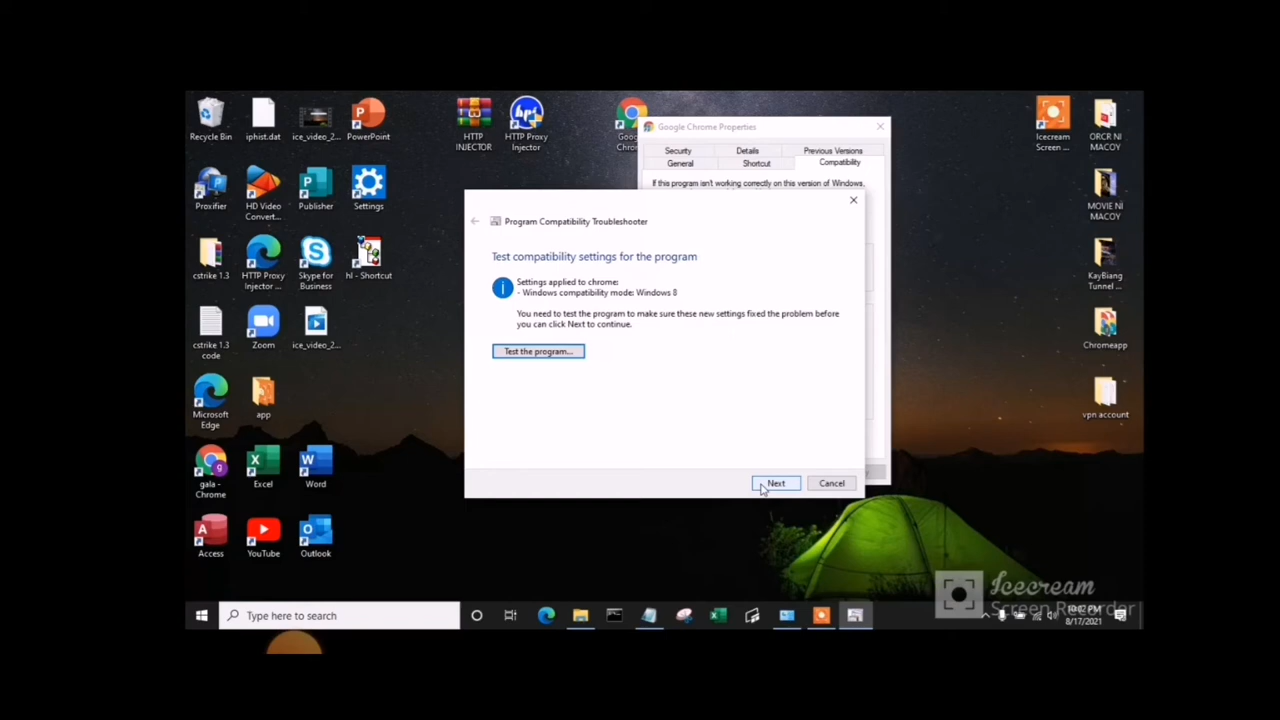 Recycle Bin
iphist.dat
ice_video_2...
PowerPoint
HTTP
INJECTOR
HTTP Proxy
Injector
Goo
Chro
Google Chrome Properties
Icecream
Screen ...
ORCR NI
MACOY
Security
Details
Previous Versions
General
Shortcut
Compatibility
If this program isn't working correctly on this version of Windows,
Proxifier
HD Video
Convert...
Publisher
Settings
MOVIE NI
MACOY
Program Compatibility Troubleshooter
Test compatibility settings for the program
Settings applied to chrome:
- Windows compatibility mode: Windows 8
You need to test the program to make sure these new settings fixed the problem before
you can click Next to continue.
Test the program...
Next
Cancel
cstrike 1.3
HTTP Proxy
Injector ...
Skype for
Business
hl - Shortcut
KayBiang
Tunnel ...
cstrike 1.3
code
Zoom
ice_video_2...
Chromeapp
Microsoft
Edge
app
vpn account
gala -
Chrome
Excel
Word
Access
YouTube
Outlook
Icecream
Screen Recorder
Type here to search
10:02 PM
8/17/2021